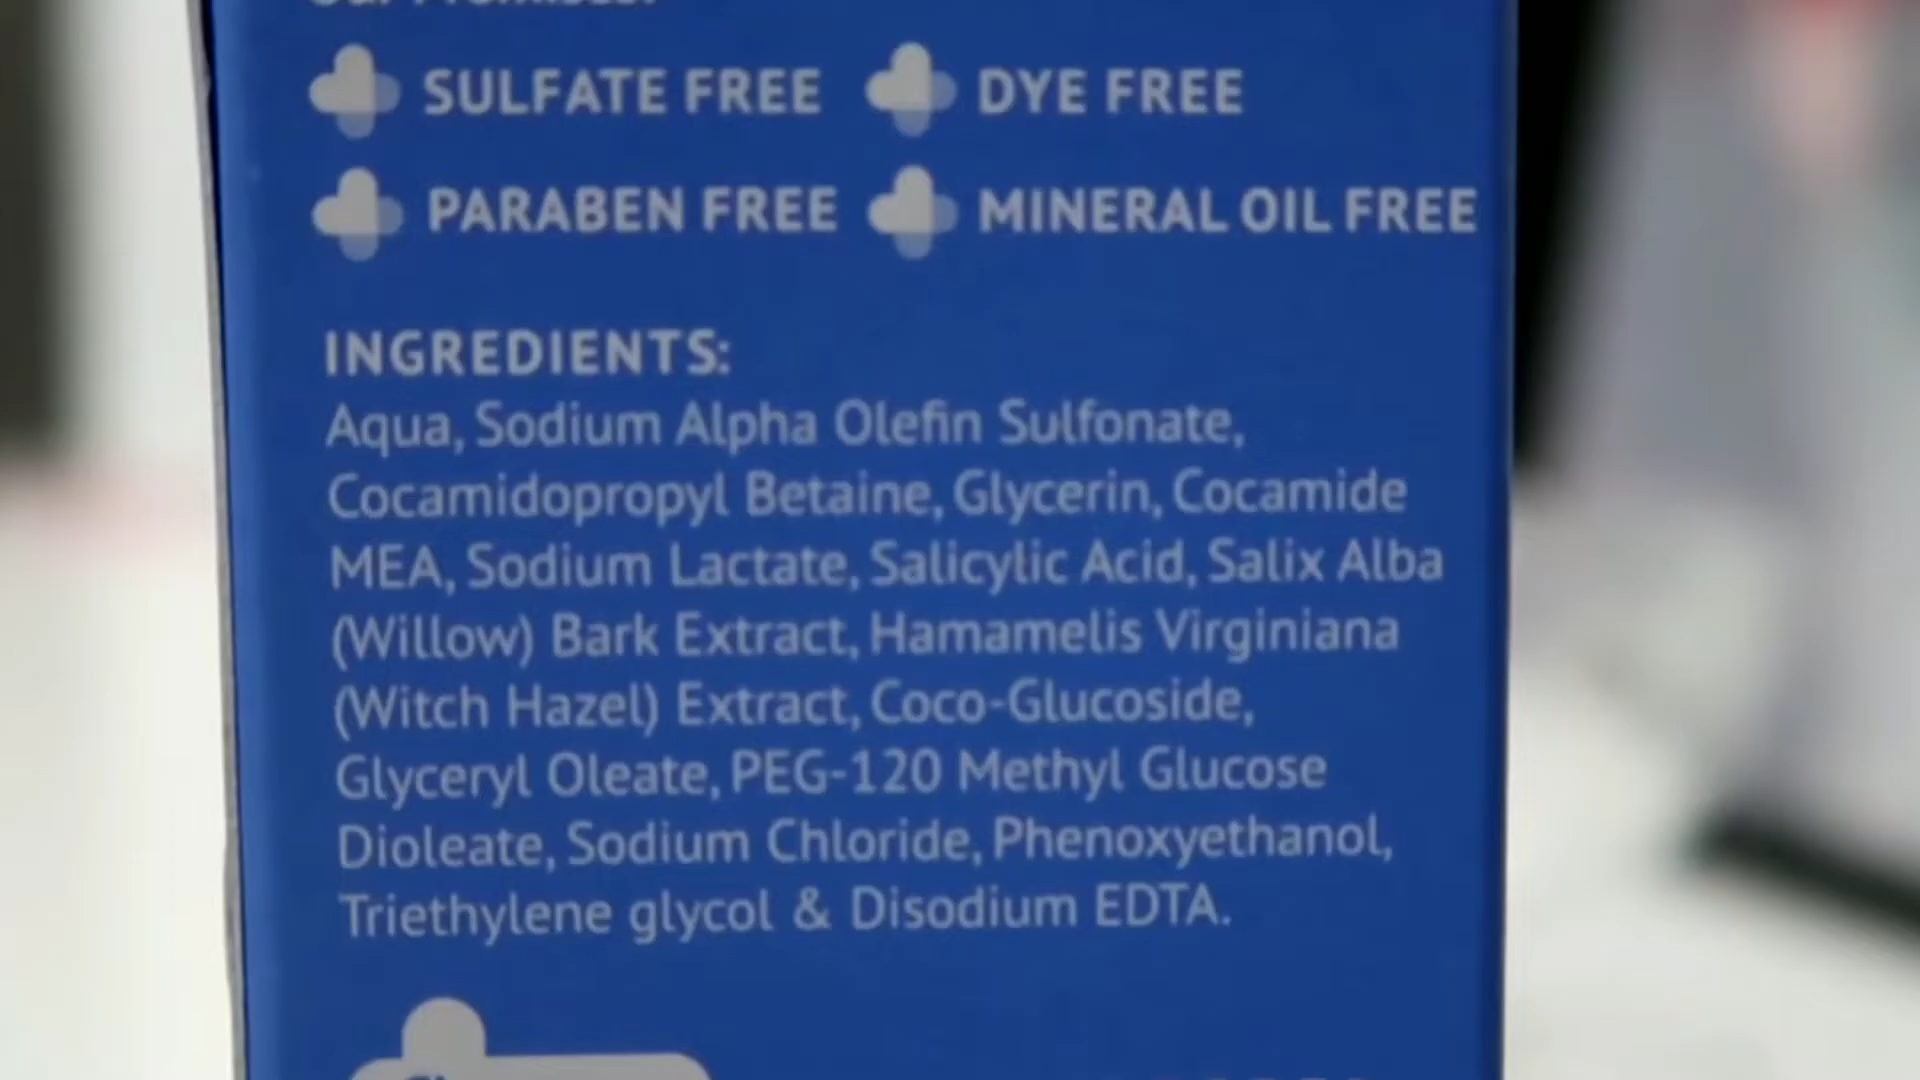 SULFATE FREE DYE FREE
PARABEN FREE MINERAL OIL FREE
INGREDIENTS:
Aqua, Sodium Alpha Olefin Sulfonate,
Cocamidopropyl Betaine, Glycerin, Cocamide
MEA, Sodium Lactate, Salicylic Acid, Salix Alba
(Willow) Bark Extract, Hamamelis Virginiana
(Witch Hazel) Extract, Coco-Glucoside,
Glyceryl Oleate, PEG-120 Methyl Glucose
Dioleate, Sodium Chloride, Phenoxyethanol,
Triethylene glycol & Disodium EDTA.